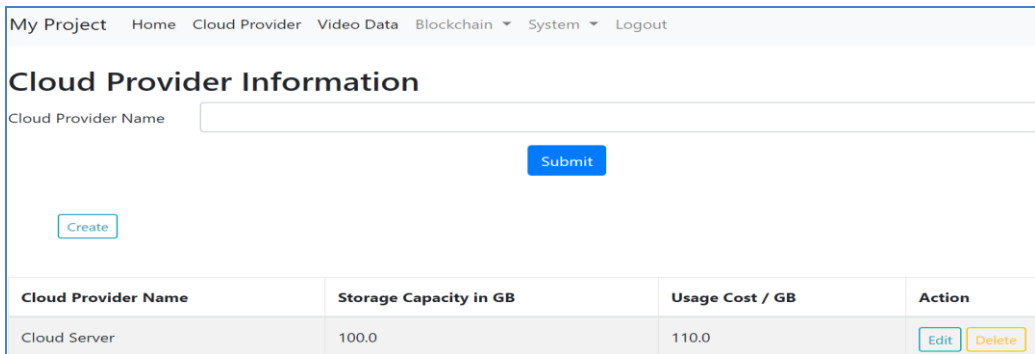 My Project Home Cloud Provider Video Data Blockchain System Logout
Cloud Provider Information
Cloud Provider Name
Submit
Create
Cloud Provider Name Storage Capacity in GB Usage Cost / GB Action
Cloud Server 100.0 110.0 Edit Delete